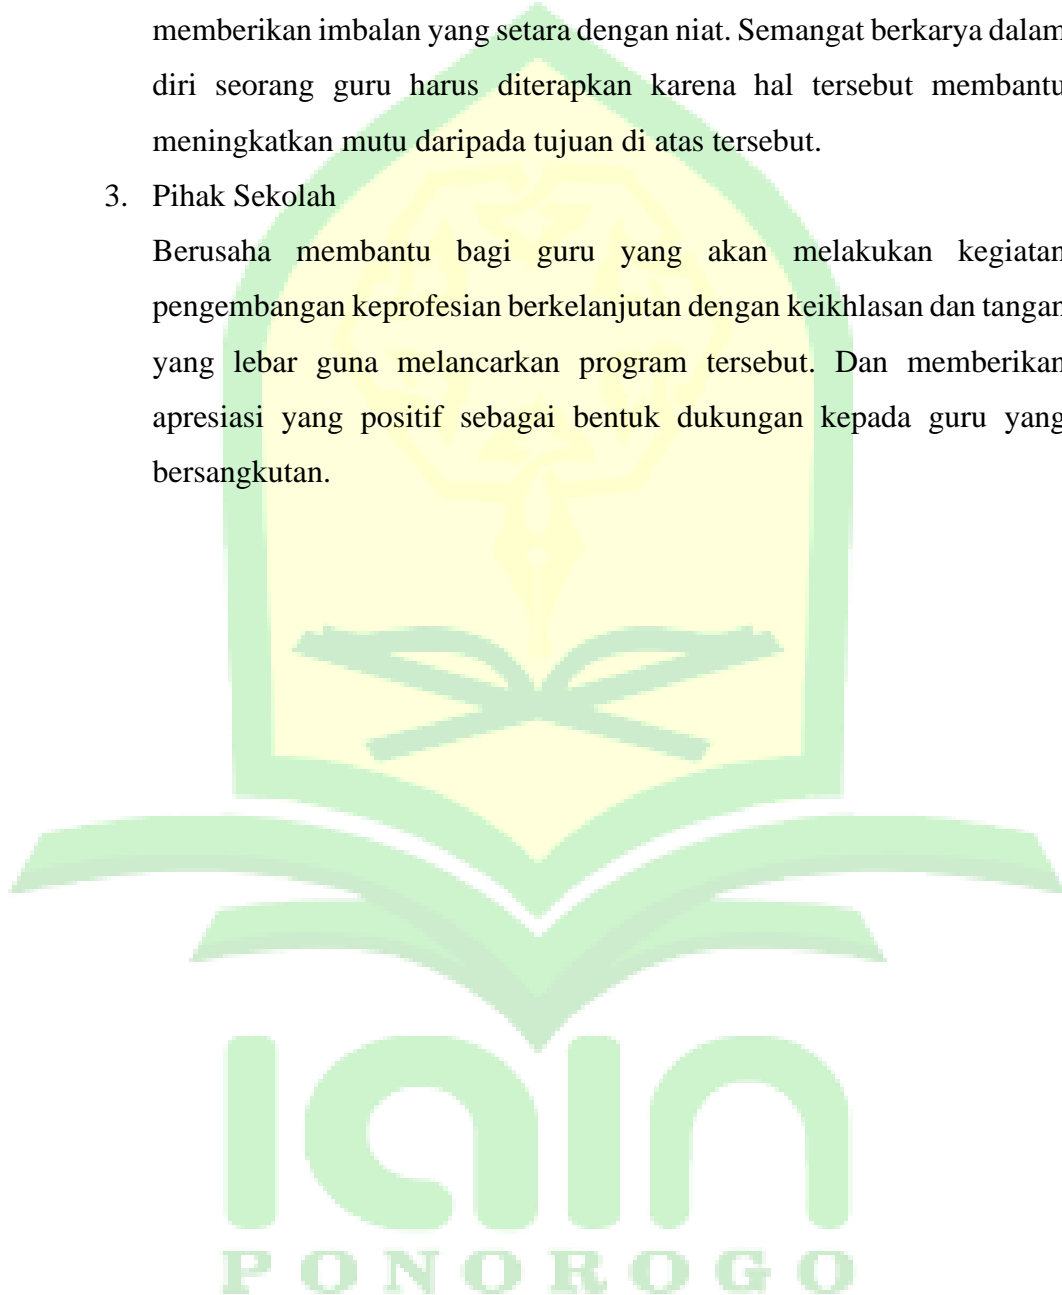 memberikan imbalan yang setara dengan niat. Semangat berkarya dalam
diri seorang guru harus diterapkan karena hal tersebut membantu
meningkatkan mutu daripada tujuan di atas tersebut.
3. Pihak Sekolah
Berusaha membantu bagi guru yang akan melakukan kegiatan
pengembangan keprofesian berkelanjutan dengan keikhlasan dan tangan
yang lebar guna melancarkan program tersebut. Dan memberikan
apresiasi yang positif sebagai bentuk dukungan kepada guru yang
bersangkutan.
iain
PONOROGO